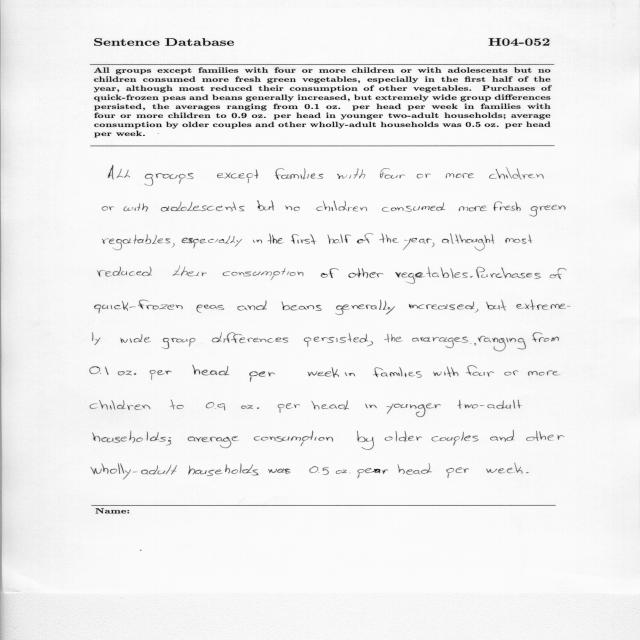 Sentence Database H04-052
All groups except families with four or more children or with adolescents but no
children consumed more fresh green vegetables, especially in the first half of the
year, although most reduced their consumption of other vegetables. Purchases of
quick-frozen peas and beans generally increased, but extremely wide group differences
persisted, the averages ranging from 0.1 oz. per head per week in families with
four or more children to 0.9 oz. per head in younger two-adult households; average
consumption by older couples and other wholly-adult households was 0.5 oz. per head
per week.
All groups except families with four or more children
or with adolescents but no children consumed more fresh green
vegatables, especially in the first half of the year, althought most
reduced their consumption of other vegetables. Purchases of
quick-frozen peas and beans generally increased, but extreme-
ly wide group differences persisted, the avarages, ranging from
0.1 oz. per head per week in families with four or more
children to 0.9 oz. per head in younger two-adult
households; average consumption by older couples and other
wholly-adult households was 0.5 oz pear head per week.
Name: